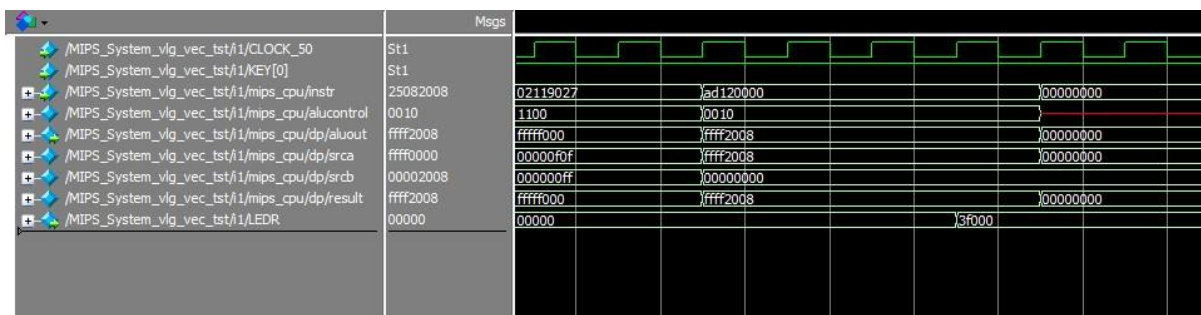 Msgs
/MIPS_System_vlg_vec_tst/i1/CLOCK_50 St1
/MIPS_System_vlg_vec_tst/i1/KEY[0] St1
/MIPS_System_vlg_vec_tst/i1/mips_cpu/instr 25082008 02119027 ad120000 00000000
/MIPS_System_vlg_vec_tst/i1/mips_cpu/alucontrol 0010 1100 0010
/MIPS_System_vlg_vec_tst/i1/mips_cpu/dp/aluout ffff2008 fffff000 ffff2008 00000000
/MIPS_System_vlg_vec_tst/i1/mips_cpu/dp/srca ffff0000 00000f0f ffff2008 00000000
/MIPS_System_vlg_vec_tst/i1/mips_cpu/dp/srcb 00002008 000000ff 00000000
/MIPS_System_vlg_vec_tst/i1/mips_cpu/dp/result ffff2008 fffff000 ffff2008 00000000
/MIPS_System_vlg_vec_tst/i1/LEDR 00000 00000 3f000